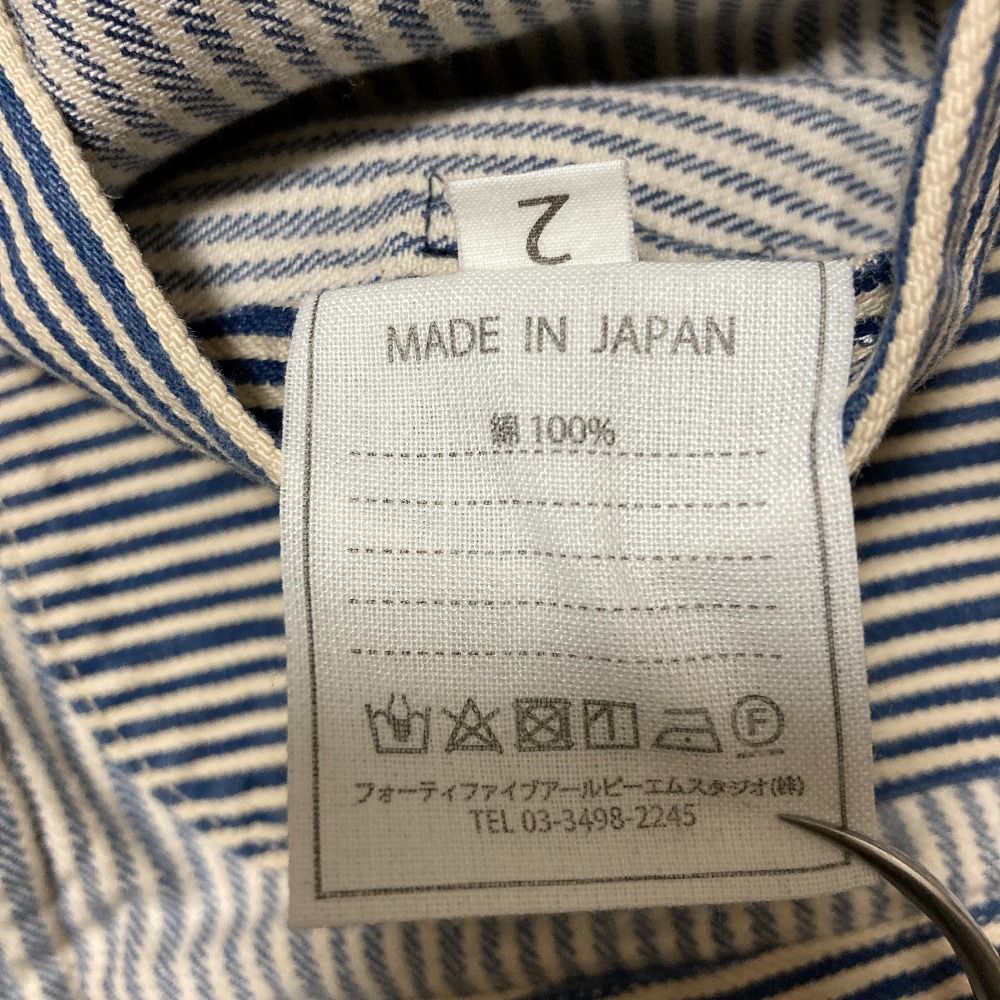 2
MADE IN JAPAN
綿 100%
F
フォーティファイブアールピーエムスタジオ(株)
TEL 03-3498-2245